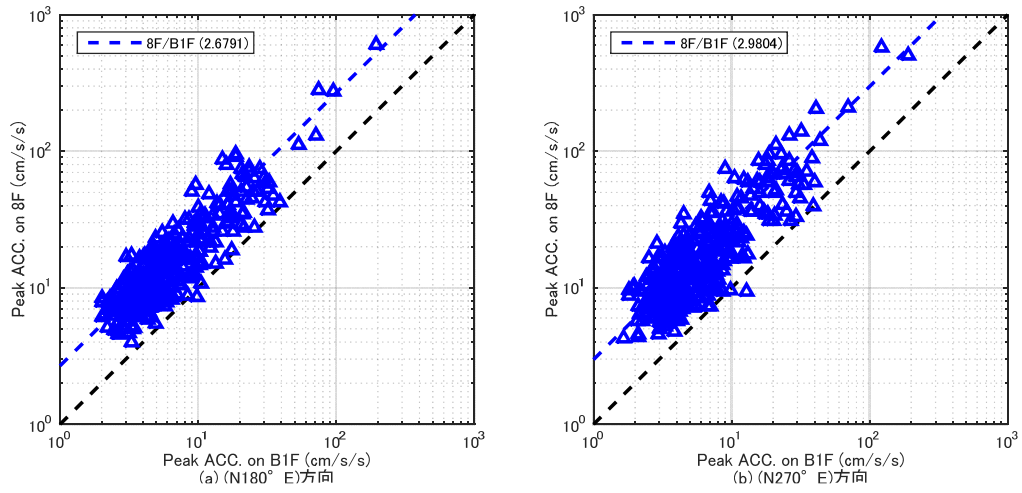 10³
10²
10¹
10⁰
Peak ACC. on 8F (cm/s/s)
8F/B1F (2.6791)
10⁰ 10¹ 10² 10³
Peak ACC. on B1F (cm/s/s)
(a) (N180° E)方向
10³
10²
10¹
10⁰
Peak ACC. on 8F (cm/s/s)
8F/B1F (2.9804)
10⁰ 10¹ 10² 10³
Peak ACC. on B1F (cm/s/s)
(b) (N270° E)方向